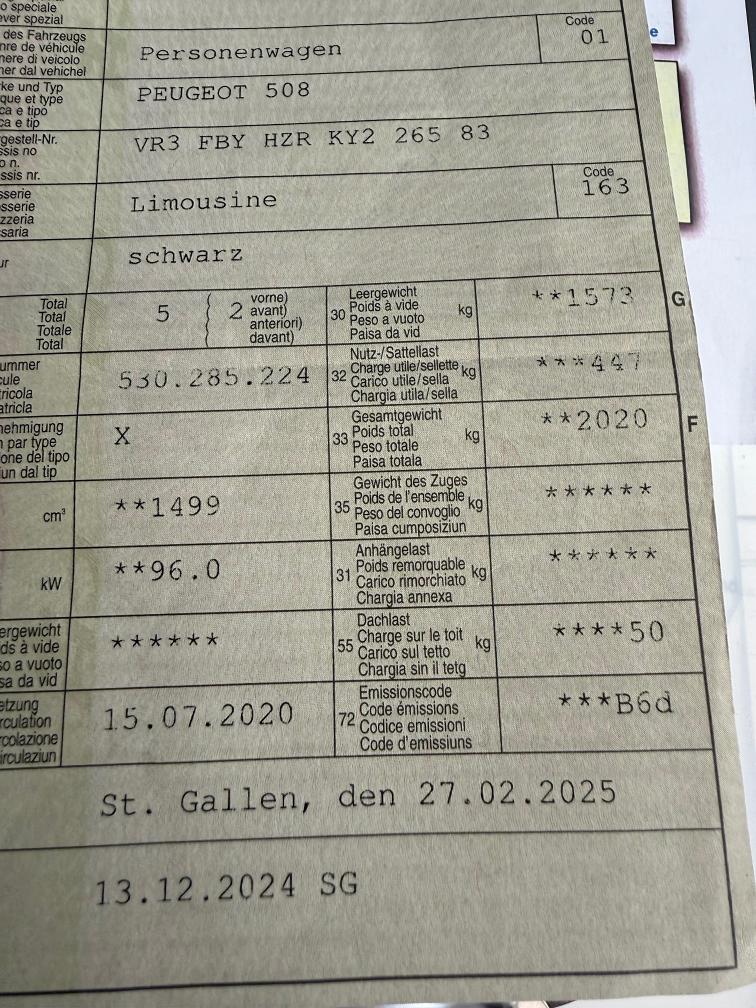 o speciale
ever spezial
des Fahrzeugs
nre de véhicule
nere di veicolo
ner dal vehichel
Personenwagen
Code
01
e
rke und Typ
que et type
ca e tipo
ca e tip
PEUGEOT 508
gestell-Nr.
ssis no
o n.
ssis nr.
VR3 FBY HZR KY2 265 83
sserie
sserie
zzeria
ssaria
Limousine
Code
163
ur
schwarz
Total
Total
Totale
Total
5
2
vorne)
avant)
anteriori)
davant)
30
Leergewicht
Poids à vide
Peso a vuoto
Paisa da vid
kg
**1573
G
ummer
cule
tricola
atricla
530.285.224
32
Nutz-/Sattellast
Charge utile/sellette
Carico utile/sella
Chargia utila/sella
kg
***447
nehmigung
n par type
one del tipo
un dal tip
X
33
Gesamtgewicht
Poids total
Peso totale
Paisa totala
kg
**2020
F
cm³
**1499
35
Gewicht des Zuges
Poids de l'ensemble
Peso del convoglio
Paisa cumposiziun
kg
******
kW
**96.0
31
Anhängelast
Poids remorquable
Carico rimorchiato
Chargia annexa
kg
******
ergewicht
ds à vide
so a vuoto
sa da vid
******
55
Dachlast
Charge sur le toit
Carico sul tetto
Chargia sin il tetg
kg
****50
etzung
rculation
rcolazione
irculaziun
15.07.2020
72
Emissionscode
Code émissions
Codice emissioni
Code d'emissiuns
***B6d
St. Gallen, den 27.02.2025
13.12.2024 SG